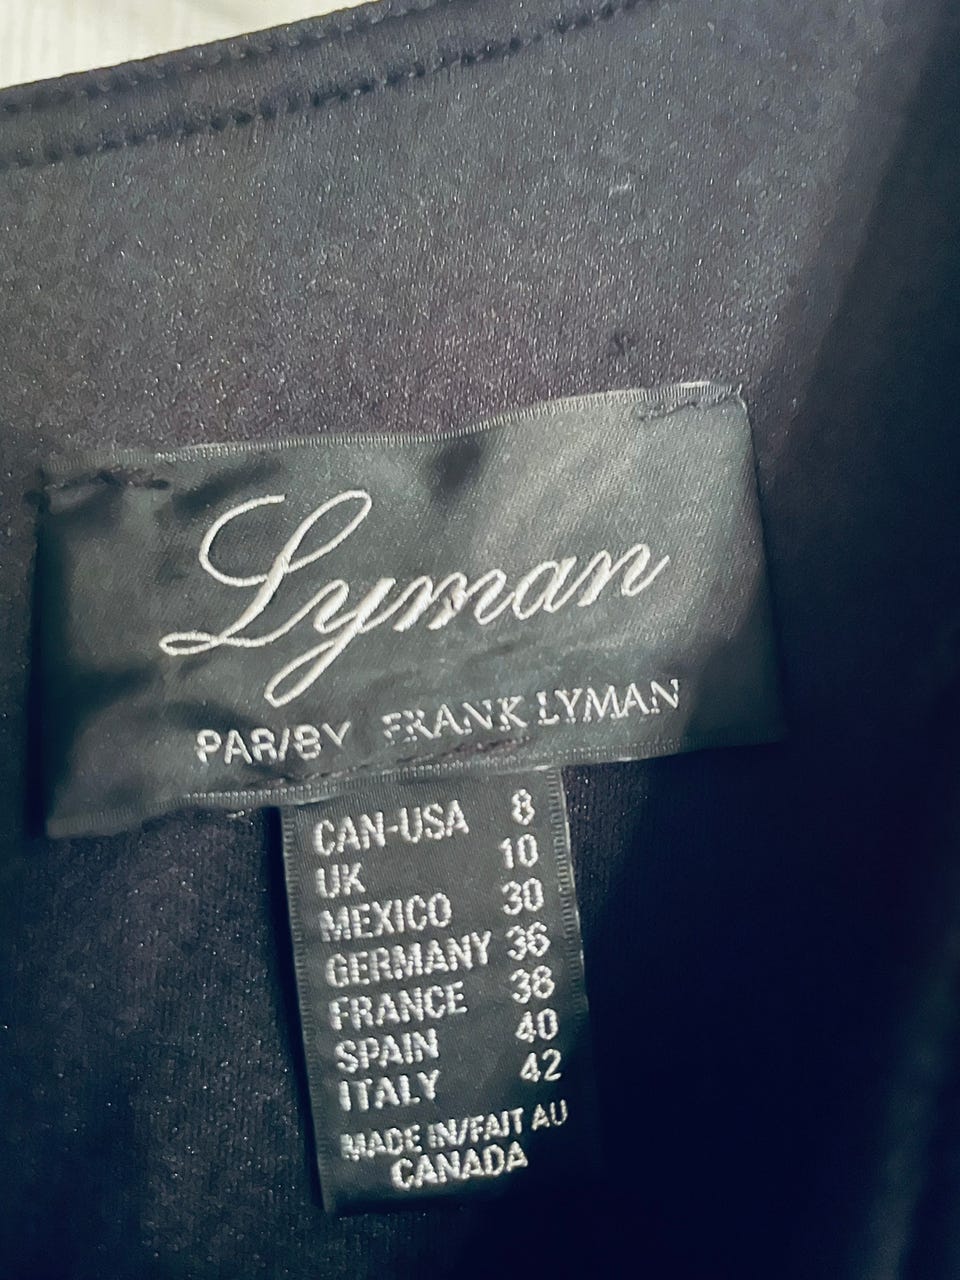 Lyman
PAR/BY FRANK LYMAN
CAN-USA 8
UK 10
MEXICO 30
GERMANY 36
FRANCE 38
SPAIN 40
ITALY 42
MADE IN/FAIT AU
CANADA